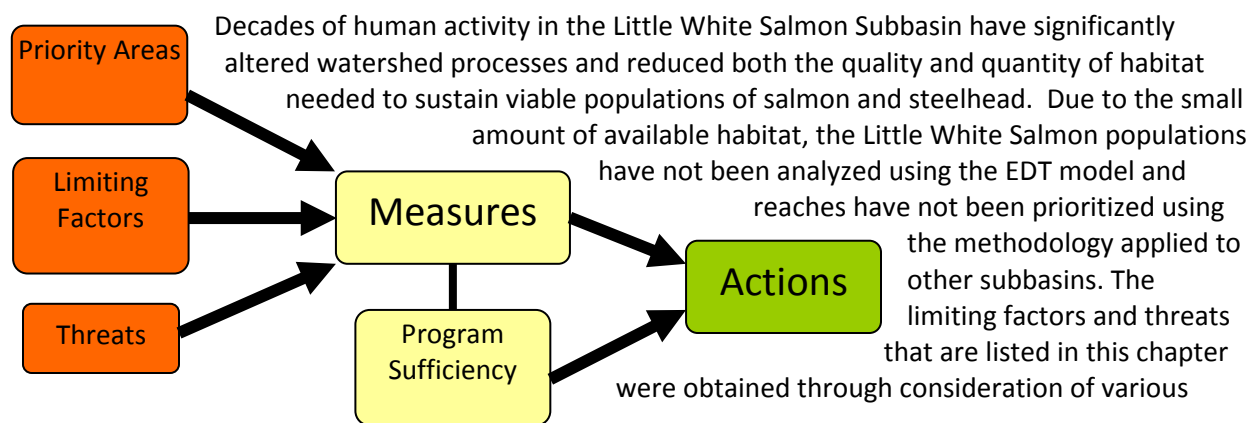 Decades of human activity in the Little White Salmon Subbasin have significantly
altered watershed processes and reduced both the quality and quantity of habitat
needed to sustain viable populations of salmon and steelhead. Due to the small
amount of available habitat, the Little White Salmon populations
have not been analyzed using the EDT model and
reaches have not been prioritized using
the methodology applied to
other subbasins. The
limiting factors and threats
that are listed in this chapter
were obtained through consideration of various
Priority Areas
Limiting
Factors
Threats
Measures
Program
Sufficiency
Actions